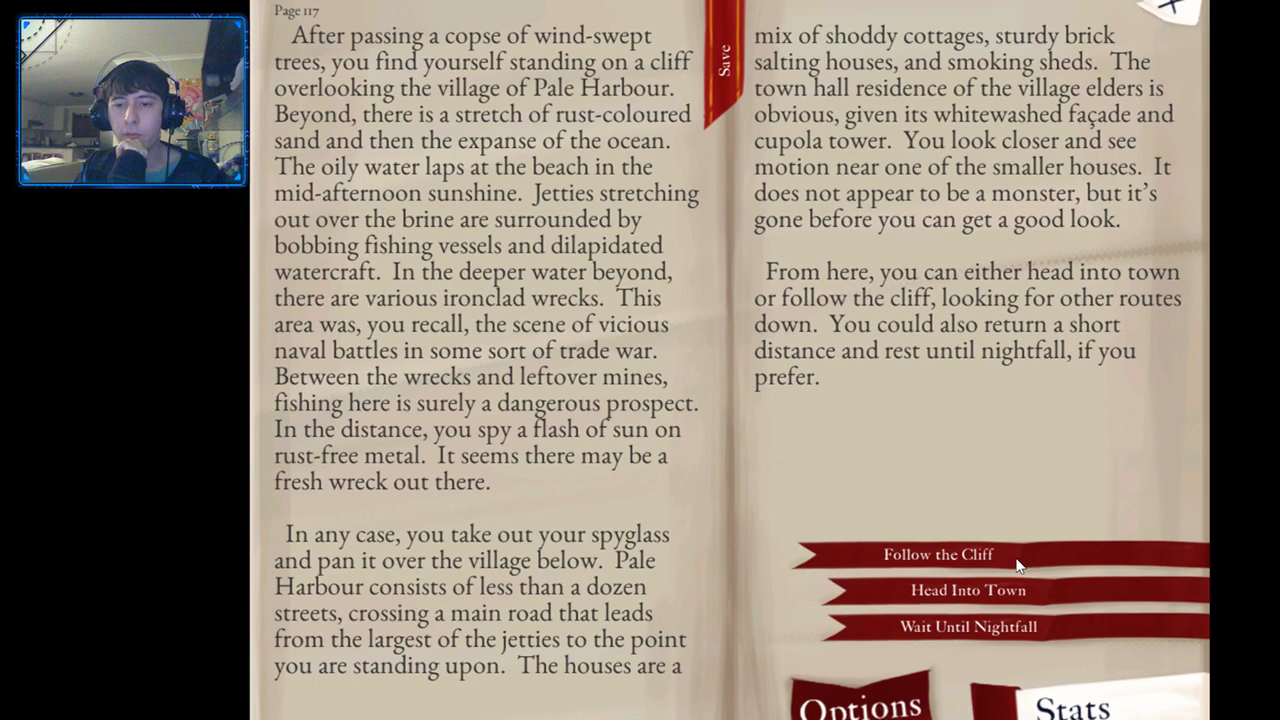 Page 117
After passing a copse of wind-swept
trees, you find yourself standing on a cliff
overlooking the village of Pale Harbour.
Beyond, there is a stretch of rust-coloured
sand and then the expanse of the ocean.
The oily water laps at the beach in the
mid-afternoon sunshine. Jetties stretching
out over the brine are surrounded by
bobbing fishing vessels and dilapidated
watercraft. In the deeper water beyond,
there are various ironclad wrecks. This
area was, you recall, the scene of vicious
naval battles in some sort of trade war.
Between the wrecks and leftover mines,
fishing here is surely a dangerous prospect.
In the distance, you spy a flash of sun on
rust-free metal. It seems there may be a
fresh wreck out there.
In any case, you take out your spyglass
and pan it over the village below. Pale
Harbour consists of less than a dozen
streets, crossing a main road that leads
from the largest of the jetties to the point
you are standing upon. The houses are a
Save
mix of shoddy cottages, sturdy brick
salting houses, and smoking sheds. The
town hall residence of the village elders is
obvious, given its whitewashed façade and
cupola tower. You look closer and see
motion near one of the smaller houses. It
does not appear to be a monster, but it's
gone before you can get a good look.
From here, you can either head into town
or follow the cliff, looking for other routes
down. You could also return a short
distance and rest until nightfall, if you
prefer.
Follow the Cliff
Head Into Town
Wait Until Nightfall
Options
Stats